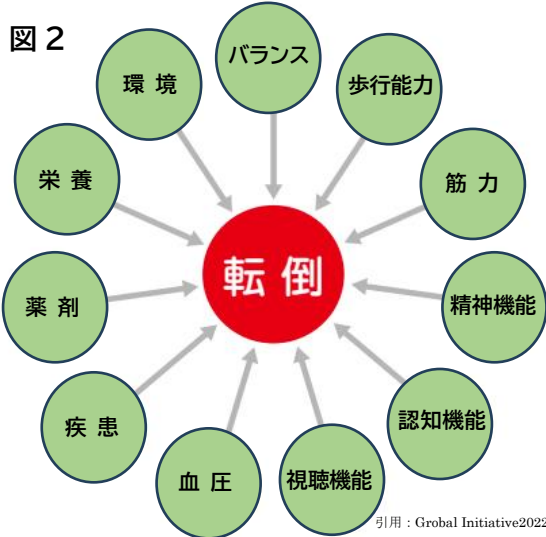 図２
バランス
歩行能力
筋 力
精神機能
認知機能
視聴機能
血 圧
疾 患
薬 剤
栄 養
環 境
転 倒
引用：Grobal Initiative2022